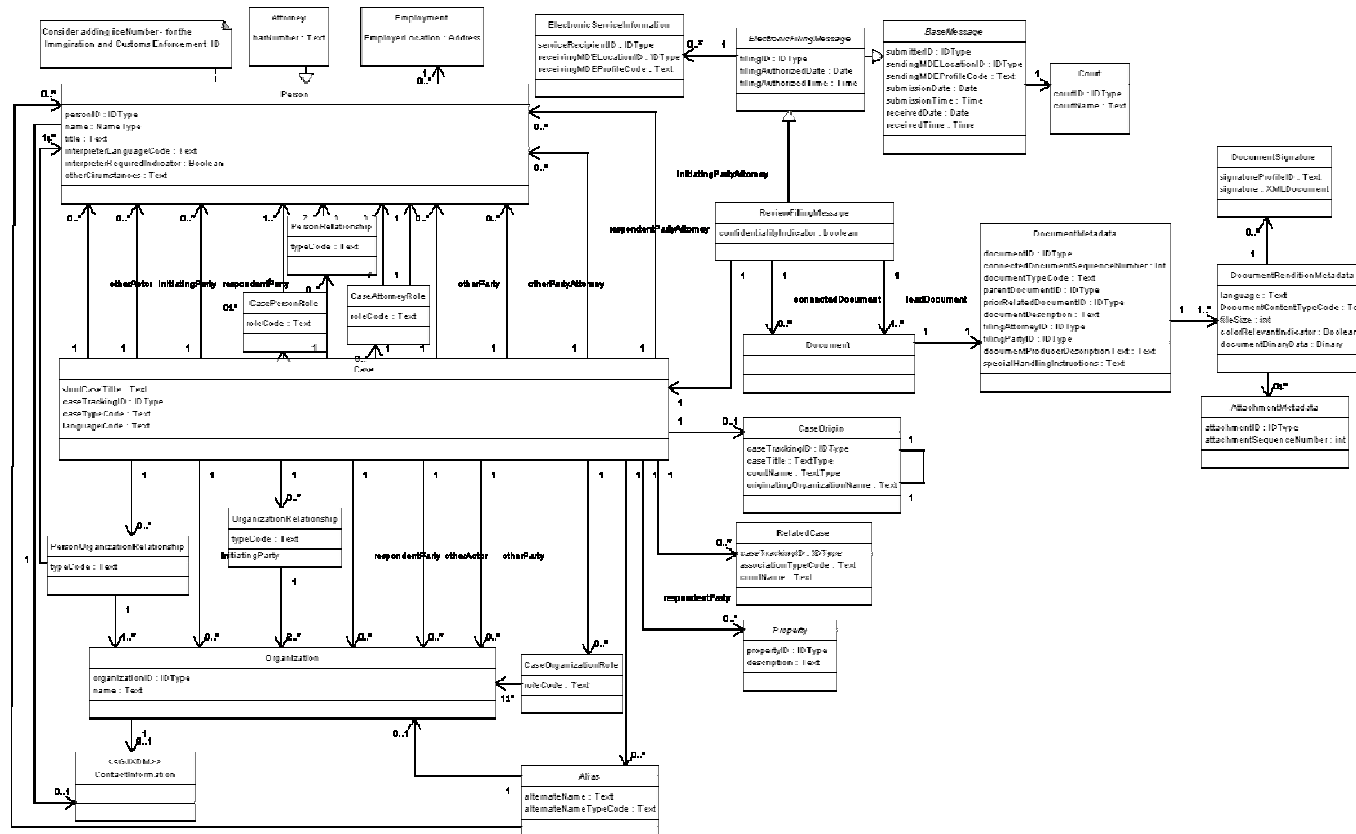 Consider adding iceNumber - for the
Immigration and Customs Enforcement ID
Attorney
barNumber : Text
Employment
EmployerLocation : Address
ElectronicServiceInformation
serviceRecipientID : IDType
receivingMDELocationID : IDType
receivingMDEProfileCode : Text
ElectronicFilingMessage
filingID : IDType
filingAuthorizedDate : Date
filingAuthorizedTime : Time
BaseMessage
submitterID : IDType
sendingMDELocationID : IDType
sendingMDEProfileCode : Text
submissionDate : Date
submissionTime : Time
receivedDate : Date
receivedTime : Time
Court
courtID : IDType
courtName : Text
Person
personID : IDType
name : NameType
title : Text
interpreterLanguageCode : Text
interpreterRequiredIndicator : Boolean
otherCircumstances : Text
initiatingPartyAttorney
DocumentSignature
signatureProfileID : Text
signature : XMLDocument
PersonRelationship
typeCode : Text
respondentPartyAttorney
ReviewFilingMessage
confidentialityIndicator : boolean
DocumentMetadata
documentID : IDType
connectedDocumentSequenceNumber : int
documentTypeCode : Text
parentDocumentID : IDType
priorRelatedDocumentID : IDType
documentDescription : Text
filingAttorneyID : IDType
filingPartyID : IDType
documentProducerDescriptionText : Text
specialHandlingInstructions : Text
DocumentRenditionMetadata
language : Text
DocumentContentTypeCode : Te
fileSize : int
colorRelevantIndicator : Boolean
documentBinaryData : Binary
otherActor
initiatingParty
respondentParty
otherParty
otherPartyAttorney
CasePersonRole
roleCode : Text
CaseAttorneyRole
roleCode : Text
connectedDocument
leadDocument
Document
Case
shortCaseTitle : Text
caseTrackingID : IDType
caseTypeCode : Text
languageCode : Text
AttachmentMetadata
attachmentID : IDType
attachmentSequenceNumber : int
CaseOrigin
caseTrackingID : IDType
caseTitle : TextType
courtName : TextType
originatingOrganizationName : Text
PersonOrganizationRelationship
typeCode : Text
OrganizationRelationship
typeCode : Text
initiatingParty
respondentParty
otherActor
otherParty
RelatedCase
caseTrackingID : IDType
associationTypeCode : Text
courtName : Text
respondentParty
Property
propertyID : IDType
description : Text
Organization
organizationID : IDType
name : Text
CaseOrganizationRole
roleCode : Text
ContactInformation
Alias
alternateName : Text
alternateNameTypeCode : Text